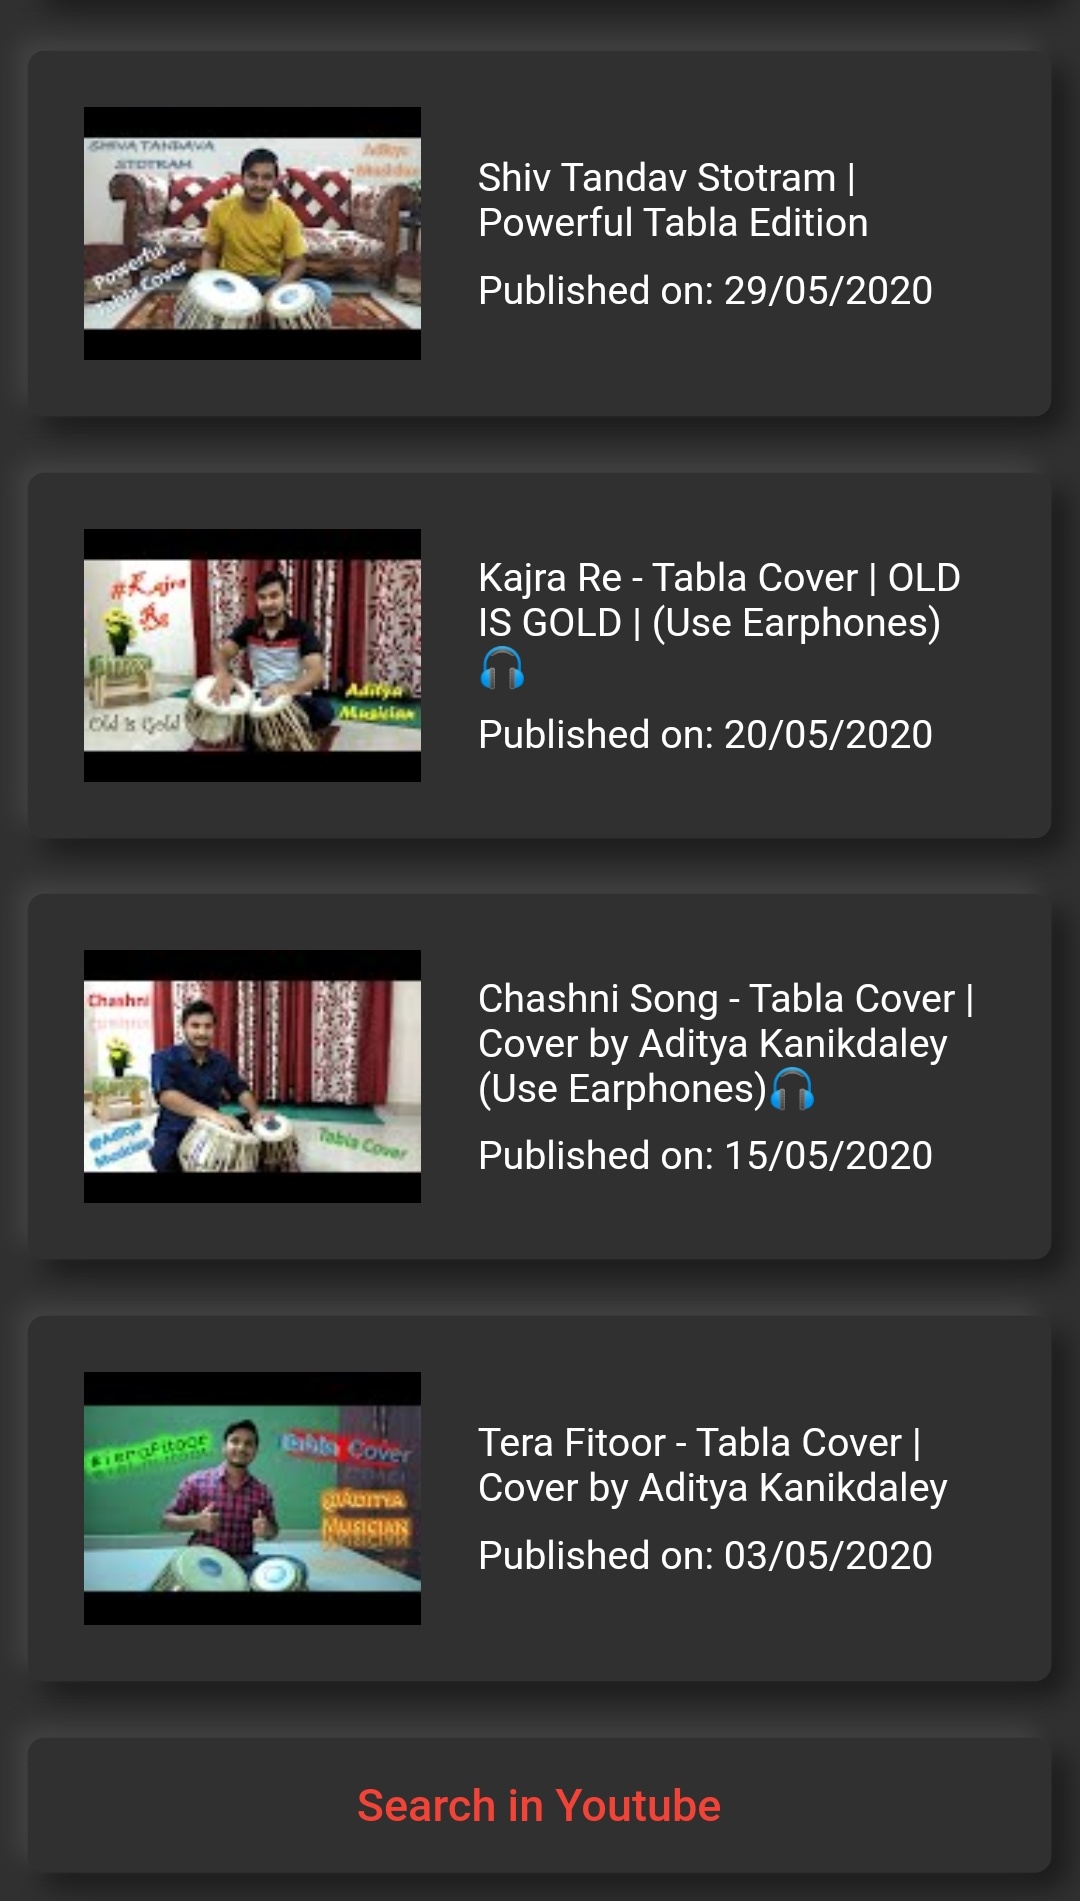 SHIVA TANDAVA
STOTRAM
Aditya
Musician
Powerful
Tabla Cover
Shiv Tandav Stotram |
Powerful Tabla Edition
Published on: 29/05/2020
#Kajra
Re
Old is Gold
Aditya
Musician
Kajra Re - Tabla Cover | OLD
IS GOLD | (Use Earphones)
🎧
Published on: 20/05/2020
Chashni
@Aditya
Musician
Tabla Cover
Chashni Song - Tabla Cover |
Cover by Aditya Kanikdaley
(Use Earphones)🎧
Published on: 15/05/2020
#TeraFitoor
Tabla Cover
@ADITYA
MUSICIAN
Tera Fitoor - Tabla Cover |
Cover by Aditya Kanikdaley
Published on: 03/05/2020
Search in Youtube